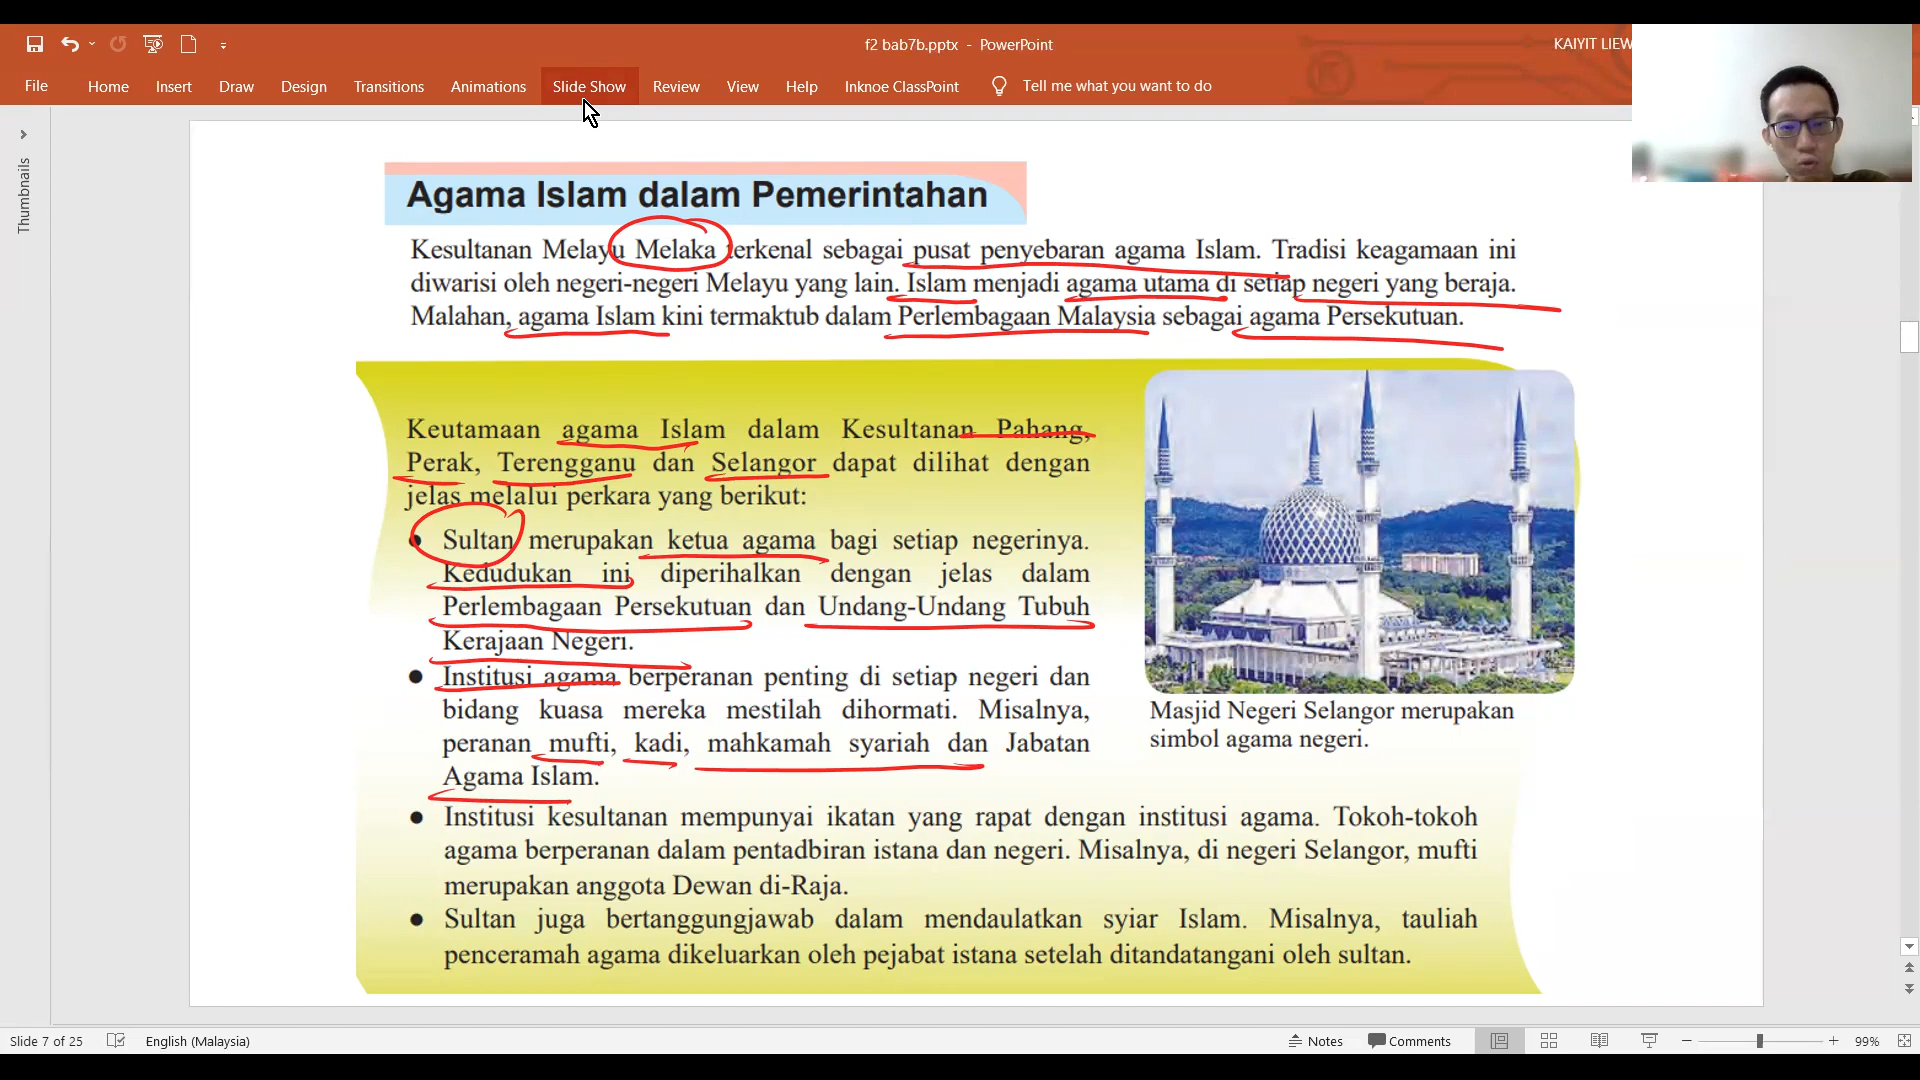 f2 bab7b.pptx - PowerPoint
KAIYIT LIEW
File Home Insert Draw Design Transitions Animations Slide Show Review View Help Inknoe ClassPoint Tell me what you want to do
Thumbnails
Agama Islam dalam Pemerintahan
Kesultanan Melayu Melaka terkenal sebagai pusat penyebaran agama Islam. Tradisi keagamaan ini
diwarisi oleh negeri-negeri Melayu yang lain. Islam menjadi agama utama di setiap negeri yang beraja.
Malahan, agama Islam kini termaktub dalam Perlembagaan Malaysia sebagai agama Persekutuan.
Keutamaan agama Islam dalam Kesultanan Pahang,
Perak, Terengganu dan Selangor dapat dilihat dengan
jelas melalui perkara yang berikut:
● Sultan merupakan ketua agama bagi setiap negerinya.
Kedudukan ini diperihalkan dengan jelas dalam
Perlembagaan Persekutuan dan Undang-Undang Tubuh
Kerajaan Negeri.
● Institusi agama berperanan penting di setiap negeri dan
bidang kuasa mereka mestilah dihormati. Misalnya,
peranan mufti, kadi, mahkamah syariah dan Jabatan
Agama Islam.
Masjid Negeri Selangor merupakan
simbol agama negeri.
● Institusi kesultanan mempunyai ikatan yang rapat dengan institusi agama. Tokoh-tokoh
agama berperanan dalam pentadbiran istana dan negeri. Misalnya, di negeri Selangor, mufti
merupakan anggota Dewan di-Raja.
● Sultan juga bertanggungjawab dalam mendaulatkan syiar Islam. Misalnya, tauliah
penceramah agama dikeluarkan oleh pejabat istana setelah ditandatangani oleh sultan.
Slide 7 of 25 English (Malaysia) Notes Comments 99%